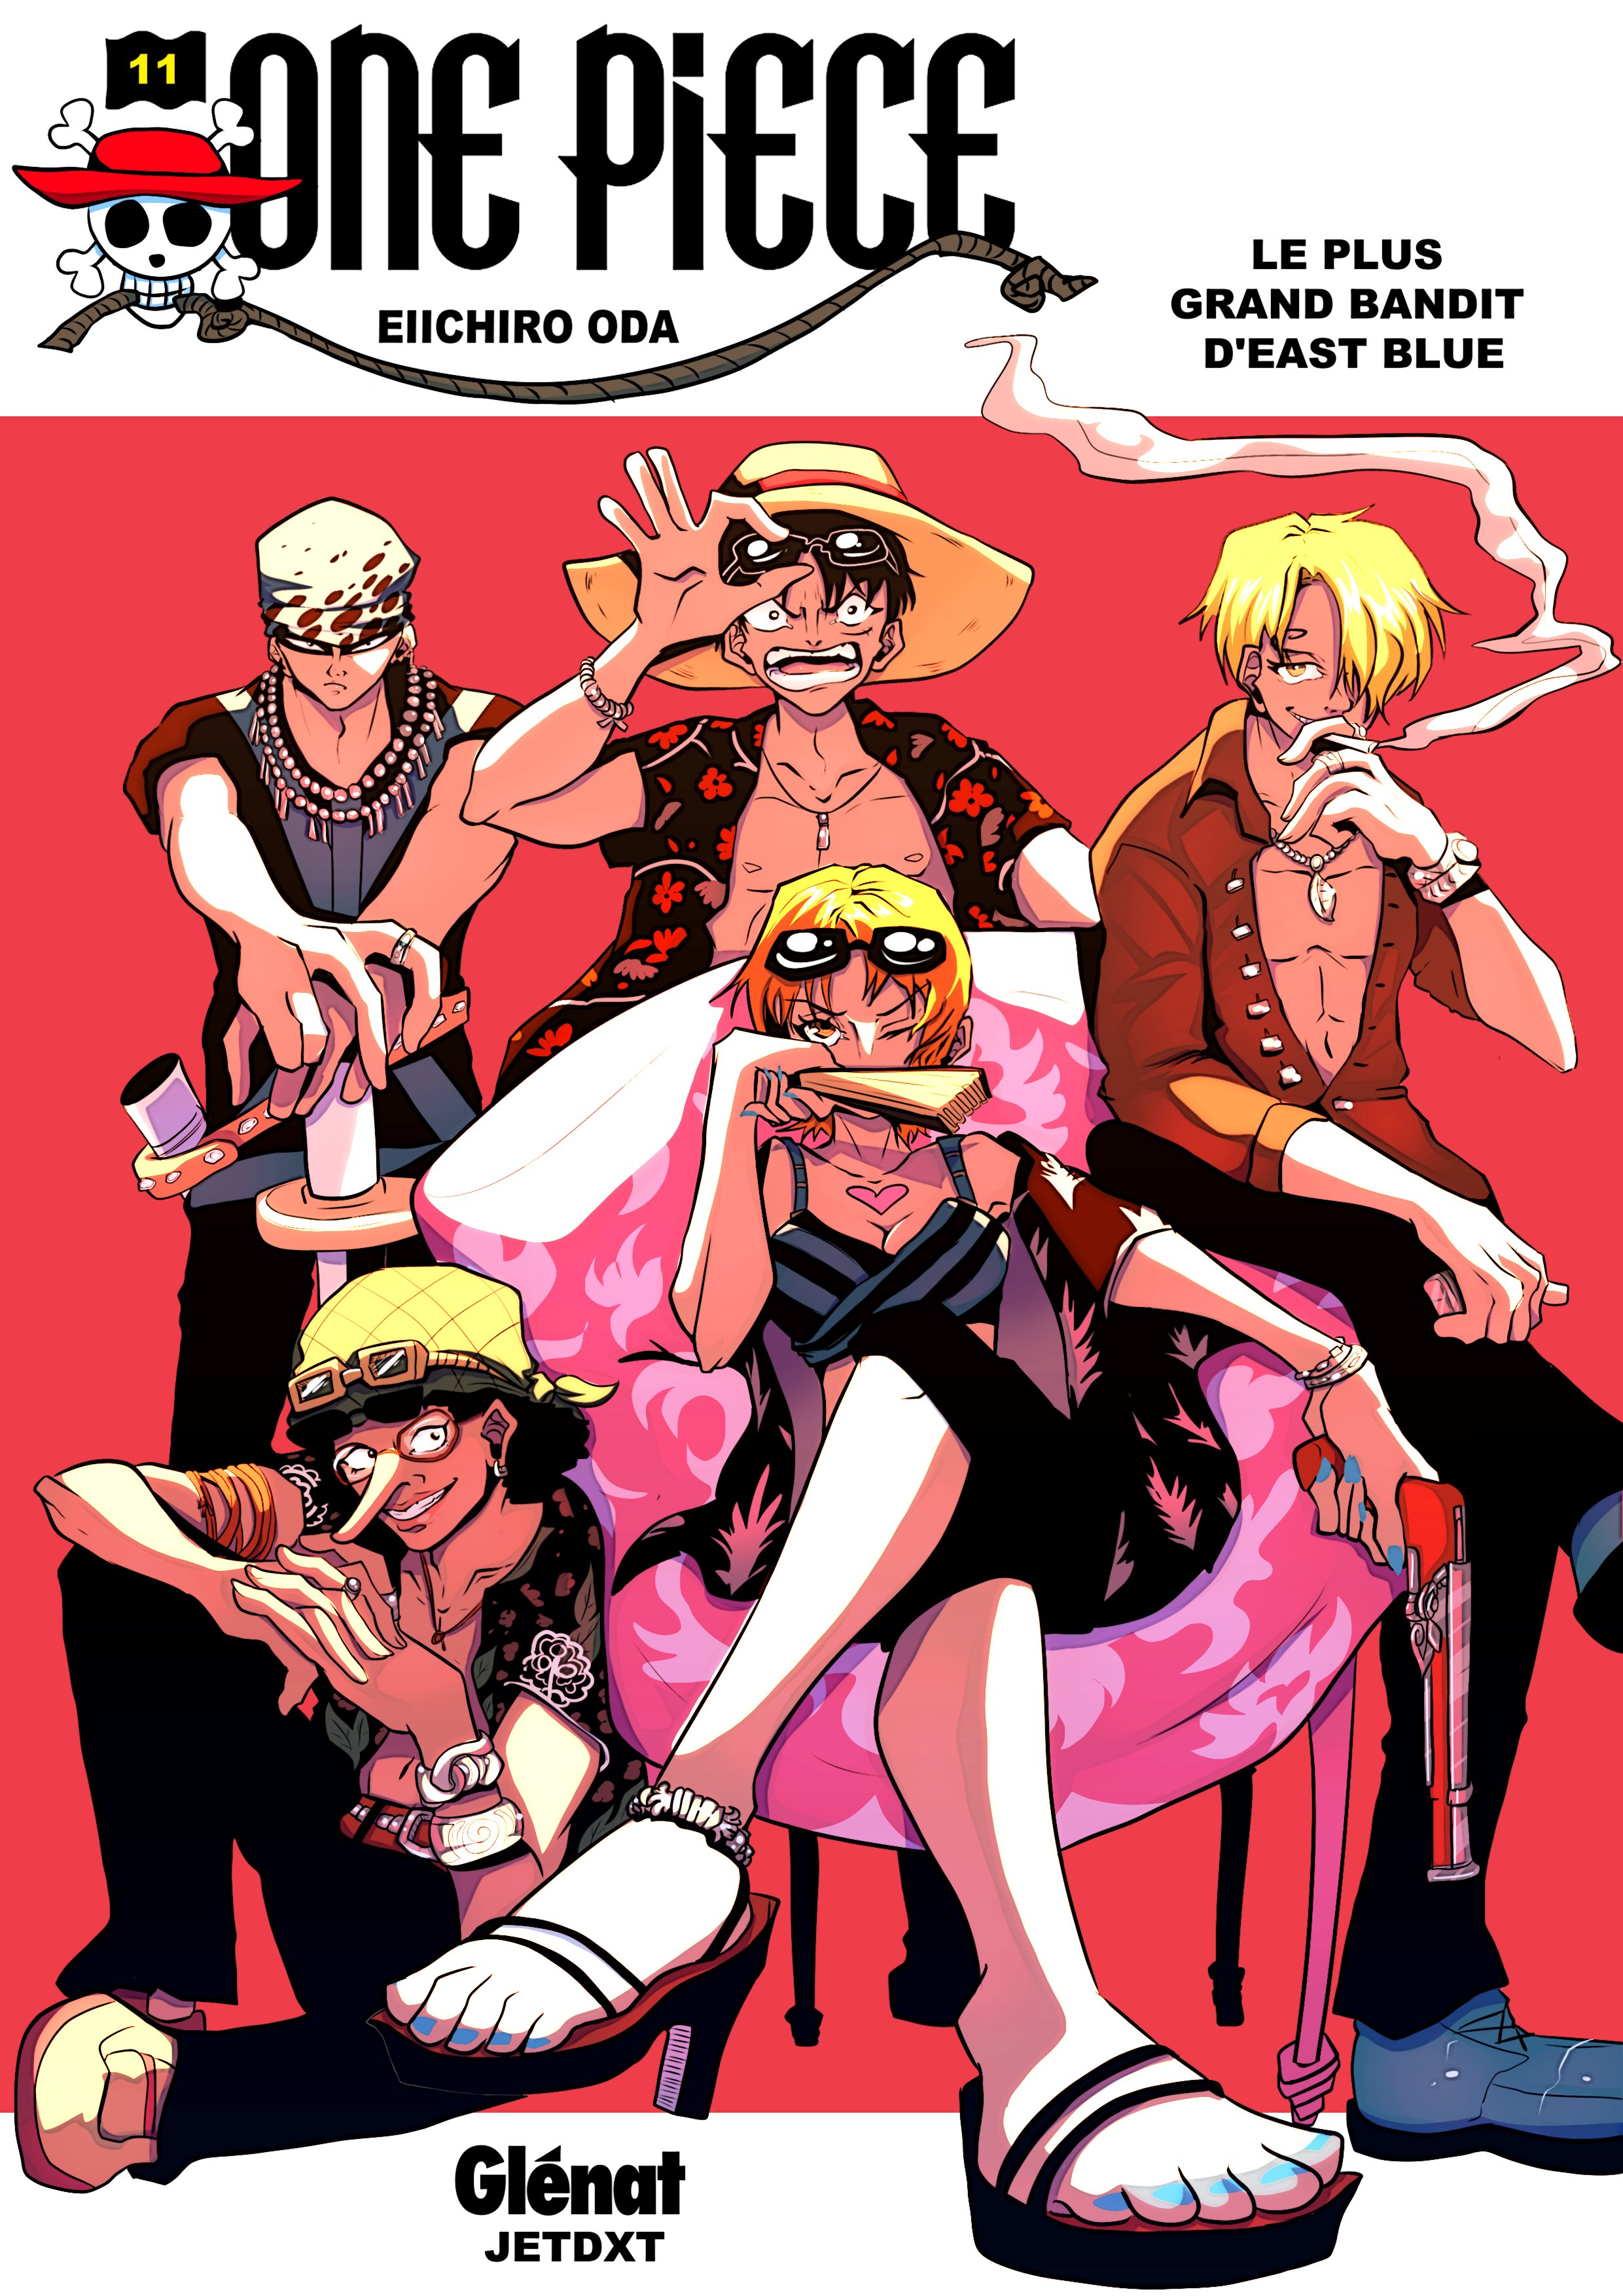 11
ONE PIECE
EIICHIRO ODA
LE PLUS
GRAND BANDIT
D'EAST BLUE
Glénat
JETDXT